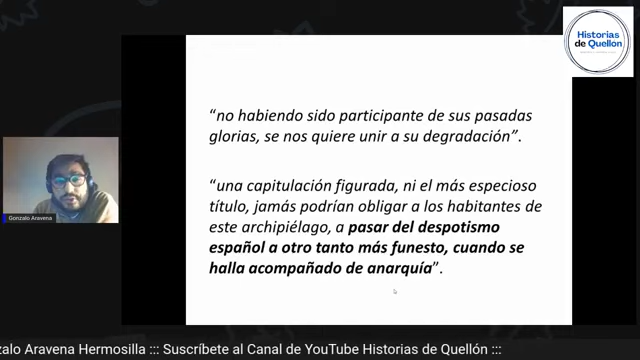 Historias
de Quellon
“no habiendo sido participante de sus pasadas
glorias, se nos quiere unir a su degradación”.
“una capitulación figurada, ni el más especioso
título, jamás podrían obligar a los habitantes de
este archipiélago, a pasar del despotismo
español a otro tanto más funesto, cuando se
halla acompañado de anarquía”.
Gonzalo Aravena
zalo Aravena Hermosilla ::: Suscríbete al Canal de YouTube Historias de Quellón :::